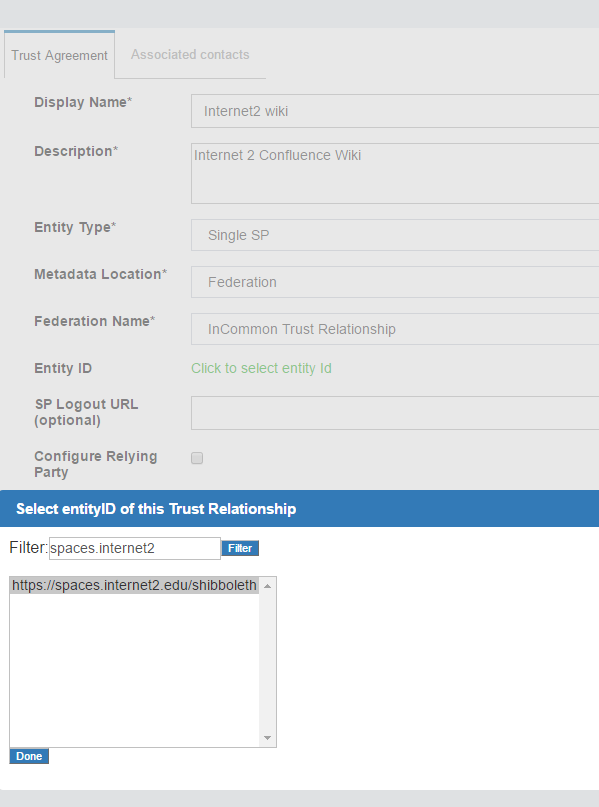 Trust Agreement
Associated contacts
Display Name*
Internet2 wiki
Description*
Internet 2 Confluence Wiki
Entity Type*
Single SP
Metadata Location*
Federation
Federation Name*
InCommon Trust Relationship
Entity ID
Click to select entity Id
SP Logout URL
(optional)
Configure Relying
Party
Select entityID of this Trust Relationship
Filter:
spaces.internet2
Filter
https://spaces.internet2.edu/shibboleth
Done